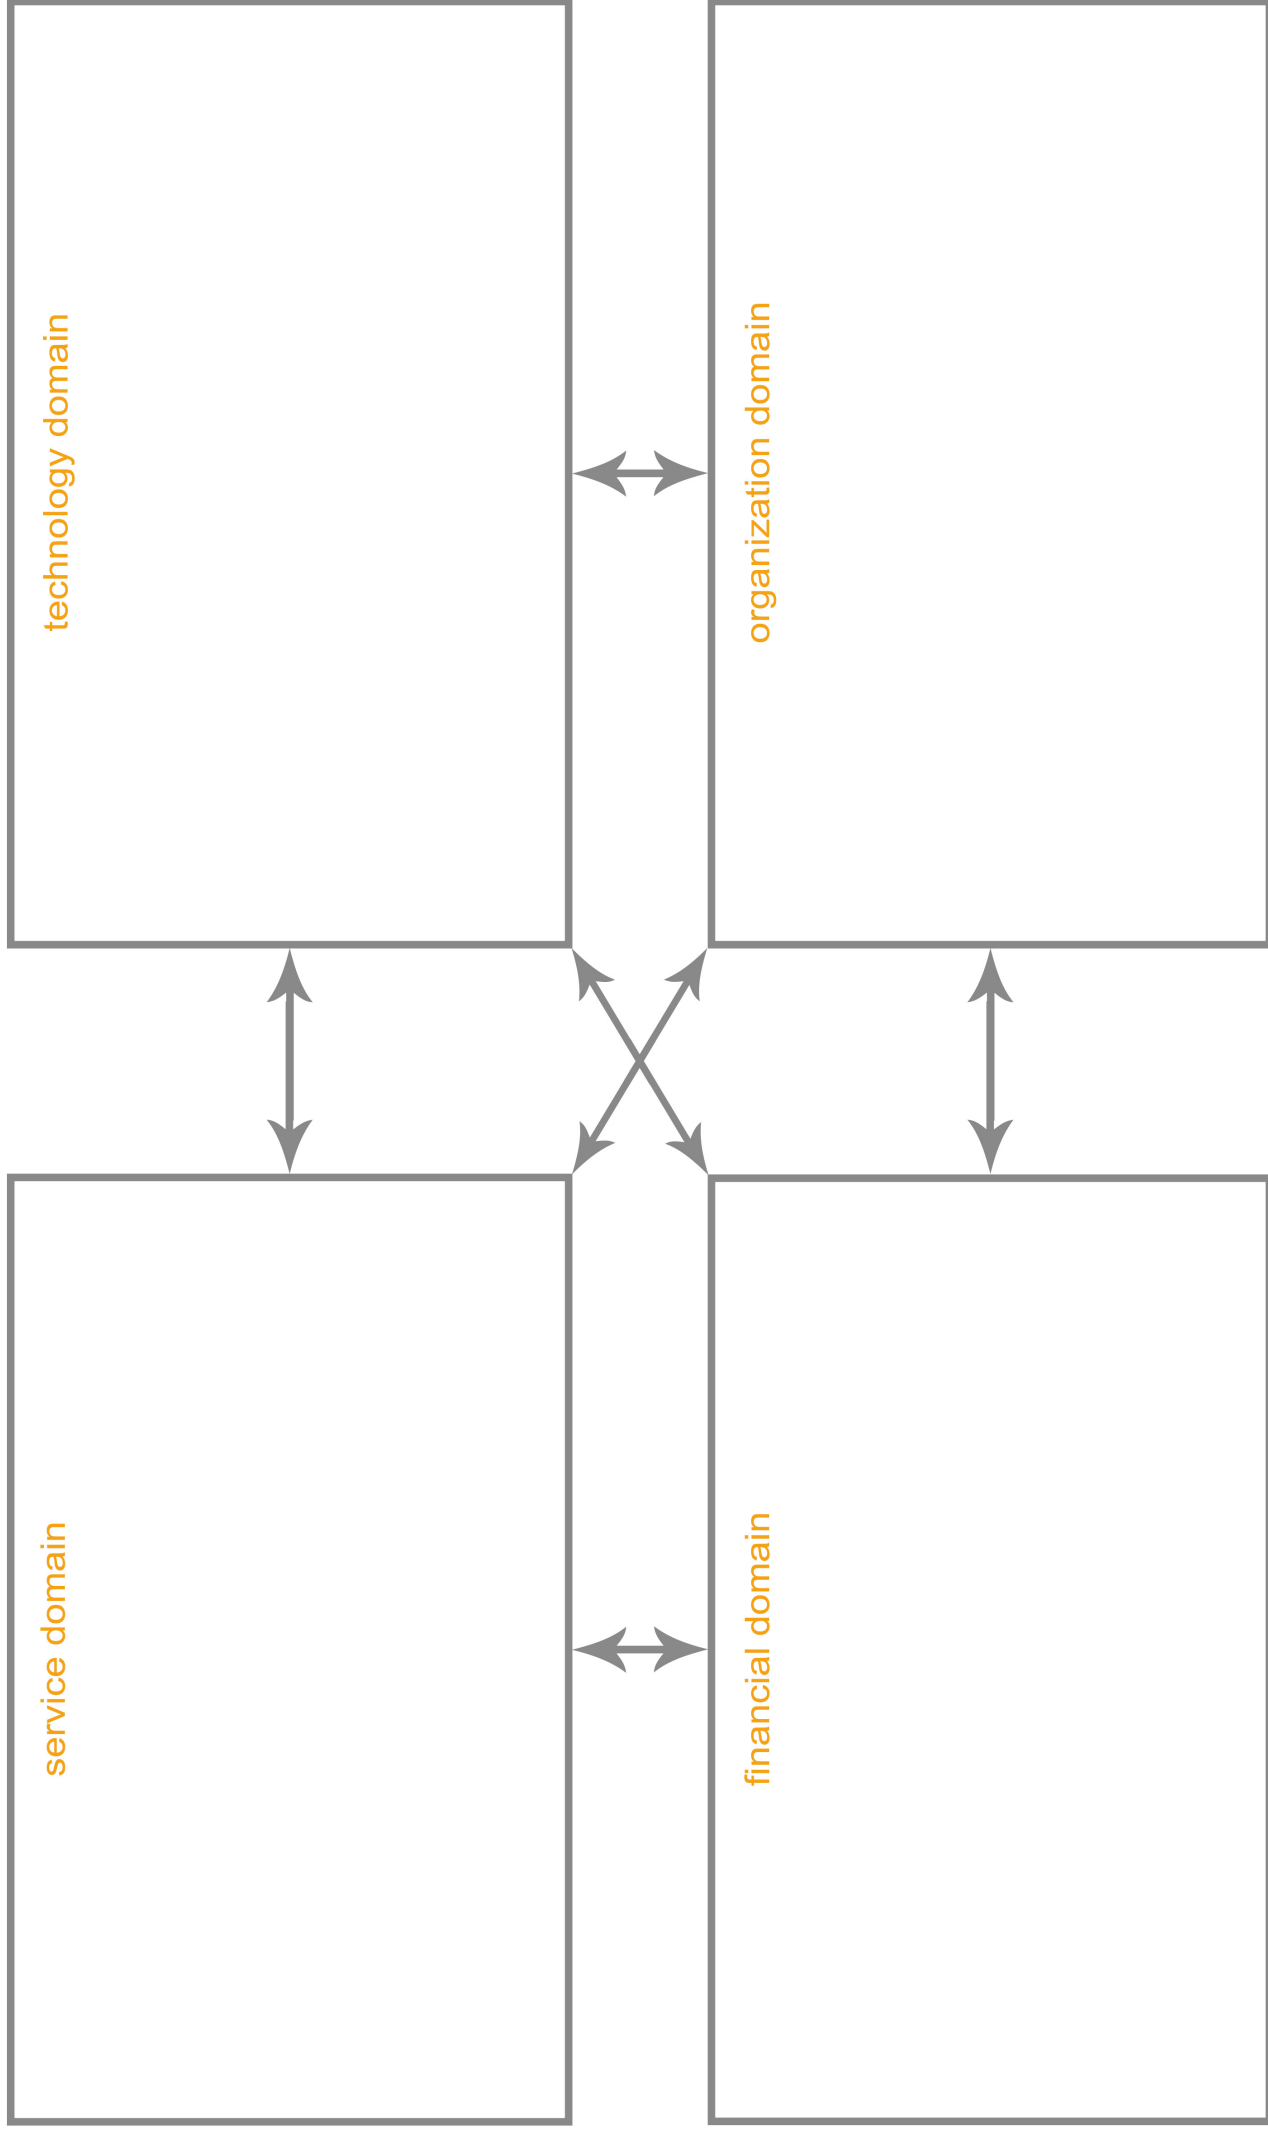 service domain
technology domain
financial domain
organization domain